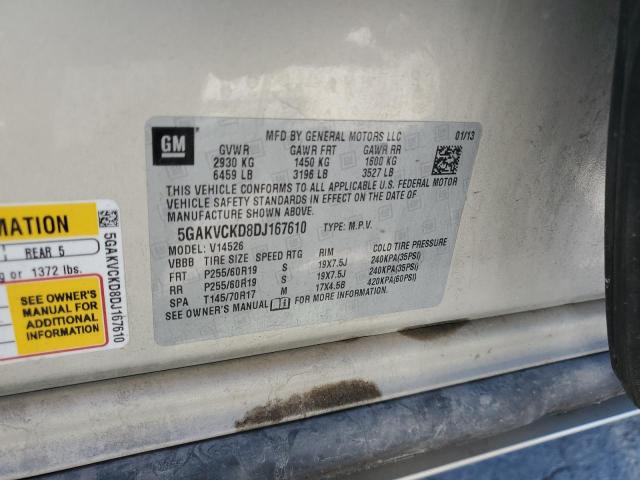 GM
MFD BY GENERAL MOTORS LLC 01/13
GVWR GAWR FRT GAWR RR
2930 KG 1450 KG 1600 KG
6459 LB 3196 LB 3527 LB
THIS VEHICLE CONFORMS TO ALL APPLICABLE U.S. FEDERAL MOTOR
VEHICLE SAFETY STANDARDS IN EFFECT ON THE DATE OF
MANUFACTURE SHOWN ABOVE.
5GAKVCKD8DJ167610 TYPE: M.P.V.
MODEL: V14526
VBBB TIRE SIZE SPEED RTG RIM COLD TIRE PRESSURE
FRT P255/60R19 S 19X7.5J 240KPA(35PSI)
RR P255/60R19 S 19X7.5J 240KPA(35PSI)
SPA T145/70R17 M 17X4.5B 420KPA(60PSI)
SEE OWNER'S MANUAL FOR MORE INFORMATION.
MATION
REAR 5
or 1372 lbs.
SEE OWNER'S
MANUAL FOR
ADDITIONAL
INFORMATION
5GAKVCKD8DJ167610